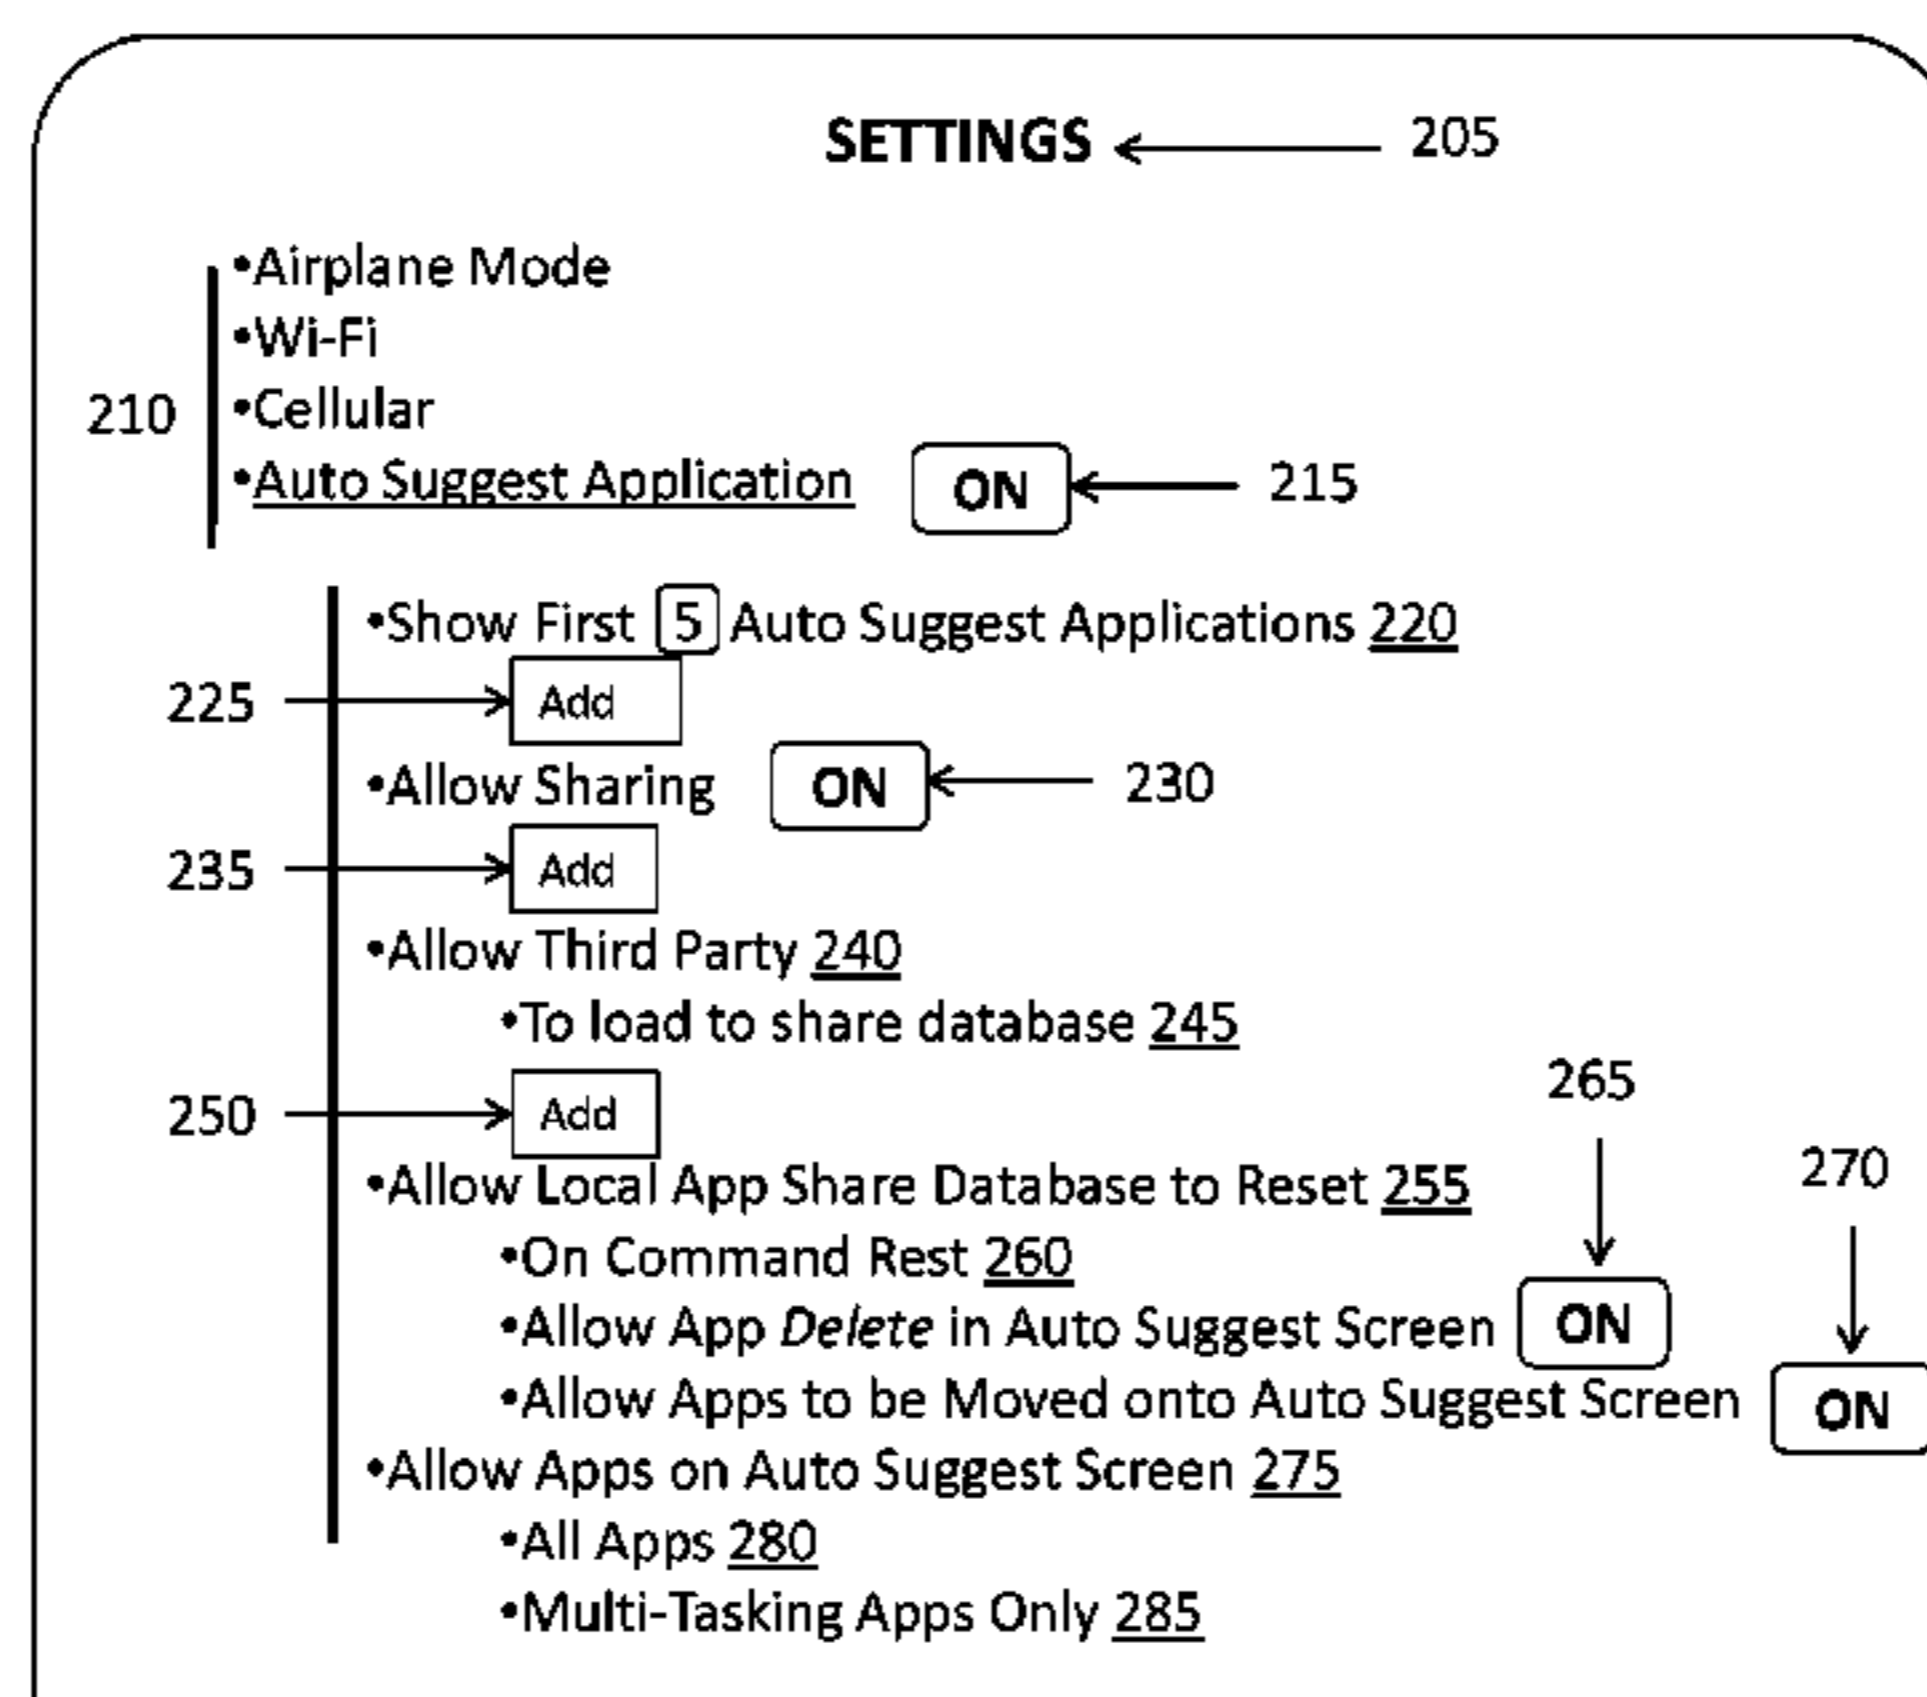 SETTINGS 205
•Airplane Mode
•Wi-Fi
210 •Cellular
•Auto Suggest Application ON 215
•Show First 5 Auto Suggest Applications 220
225 Add
•Allow Sharing ON 230
235 Add
•Allow Third Party 240
•To load to share database 245
265
250 Add
270
•Allow Local App Share Database to Reset 255
•On Command Rest 260
•Allow App Delete in Auto Suggest Screen ON
•Allow Apps to be Moved onto Auto Suggest Screen ON
•Allow Apps on Auto Suggest Screen 275
•All Apps 280
•Multi-Tasking Apps Only 285